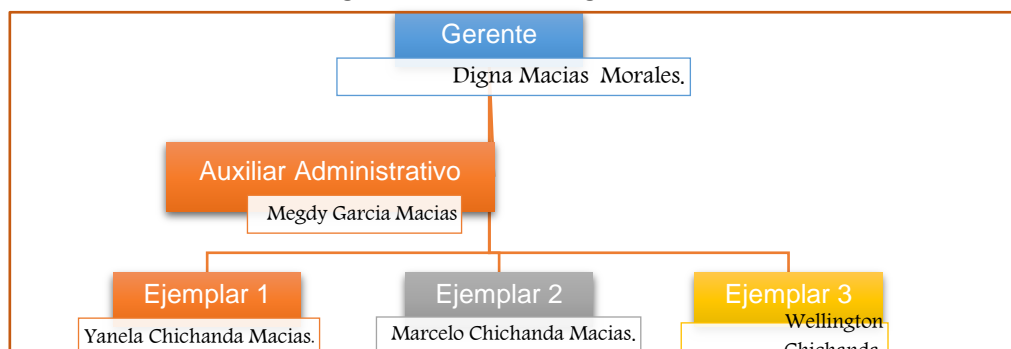 Gerente
Digna Macias Morales.
Auxiliar Administrativo
Megdy Garcia Macias
Ejemplar 1
Yanela Chichanda Macias.
Ejemplar 2
Marcelo Chichanda Macias.
Ejemplar 3
Wellington
Chichanda